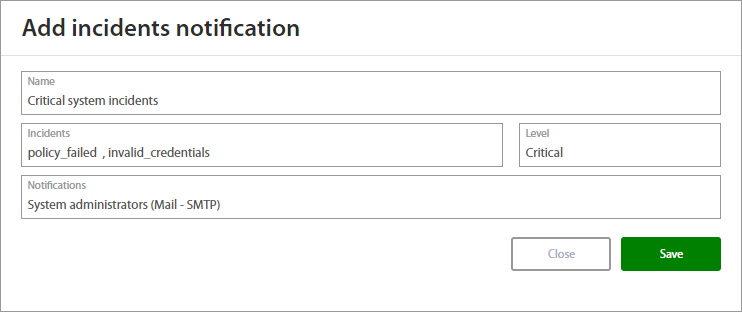 Add incidents notification
Name
Critical system incidents
Incidents
Level
policy_failed , invalid_credentials
Critical
Notifications
System administrators (Mail - SMTP)
Close
Save